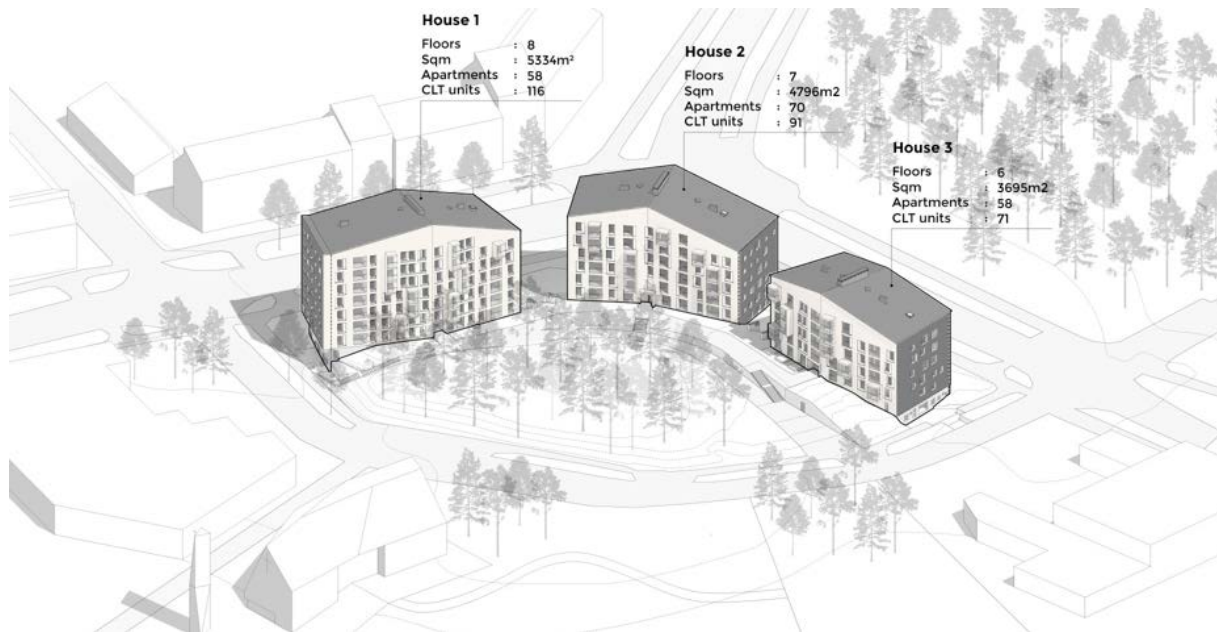 House 1
Floors : 8
Sqm : 5334m²
Apartments : 58
CLT units : 116
House 2
Floors : 7
Sqm : 4796m2
Apartments : 70
CLT units : 91
House 3
Floors : 6
Sqm : 3695m2
Apartments : 58
CLT units : 71